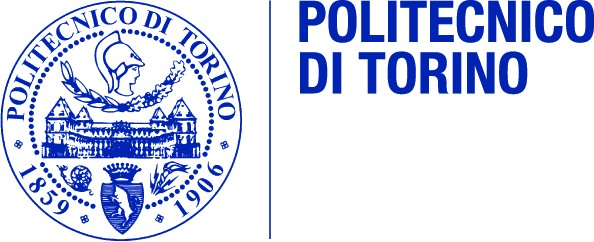 POLITECNICO DI TORINO
1859
1906
POLITECNICO
DI TORINO